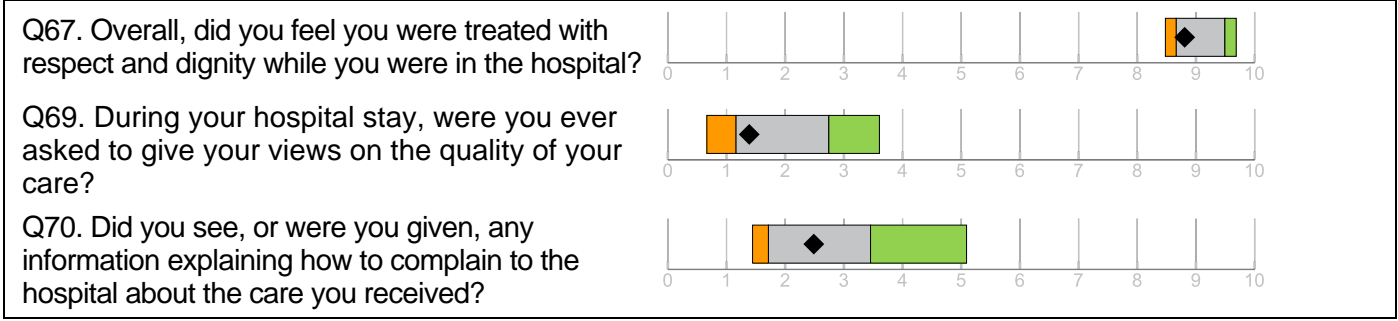 Q67. Overall, did you feel you were treated with
respect and dignity while you were in the hospital?
0 1 2 3 4 5 6 7 8 9 10
Q69. During your hospital stay, were you ever
asked to give your views on the quality of your
care?
0 1 2 3 4 5 6 7 8 9 10
Q70. Did you see, or were you given, any
information explaining how to complain to the
hospital about the care you received?
0 1 2 3 4 5 6 7 8 9 10